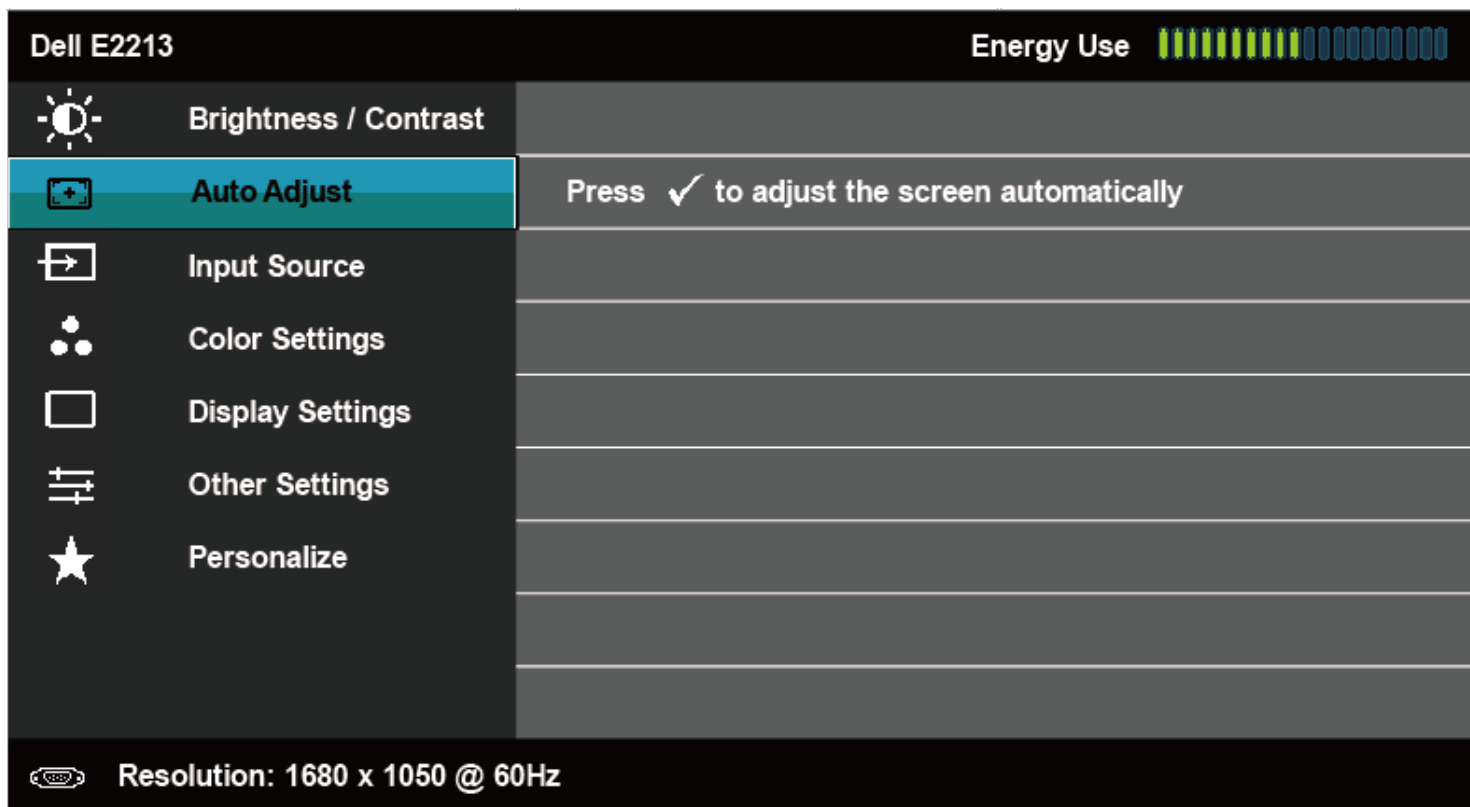 Dell E2213
Energy Use
Brightness / Contrast
Auto Adjust
Press ✓ to adjust the screen automatically
Input Source
Color Settings
Display Settings
Other Settings
Personalize
Resolution: 1680 x 1050 @ 60Hz